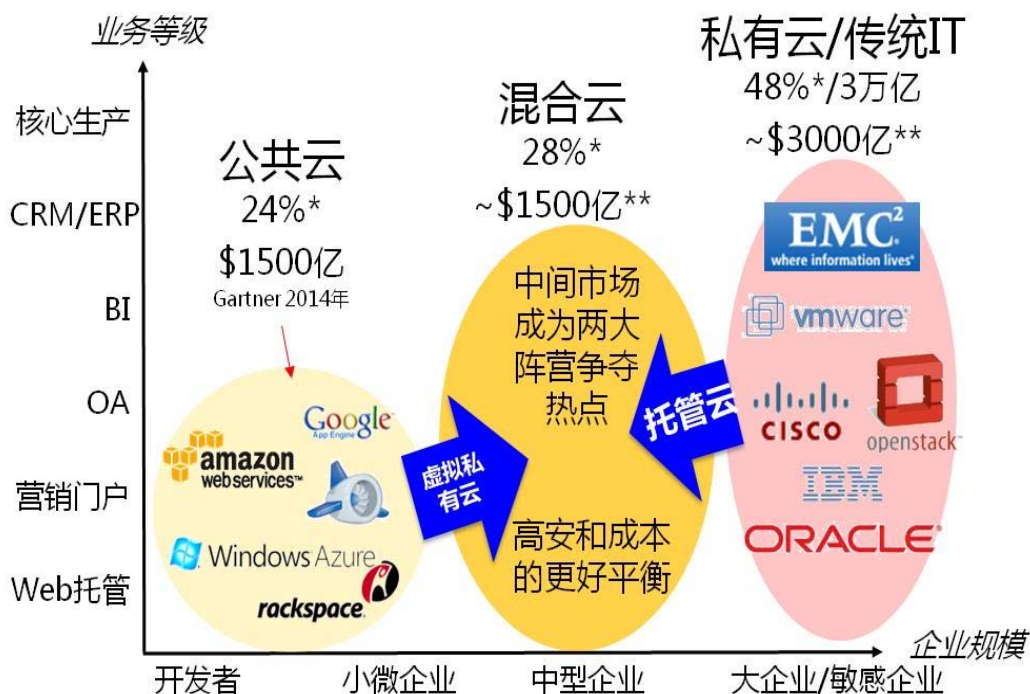 业务等级
核心生产
CRM/ERP
BI
OA
营销门户
Web托管
公共云
24%*
$1500亿
Gartner 2014年
混合云
28%*
~$1500亿**
私有云/传统IT
48%*/3万亿
~$3000亿**
Google™
App Engine
amazon
webservices™
Windows Azure™
rackspace.
虚拟私
有云
中间市场
成为两大
阵营争夺
热点
高安和成本
的更好平衡
托管云
EMC²
where information lives®
vmware®
CISCO
openstack™
IBM
ORACLE®
企业规模
开发者
小微企业
中型企业
大企业/敏感企业